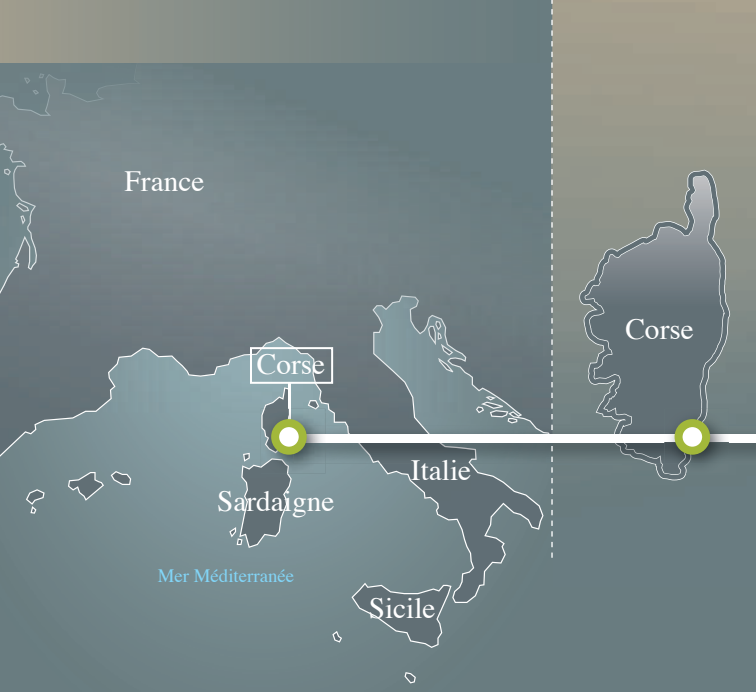 France
Corse
Corse
Italie
Sardaigne
Mer Méditerranée
Sicile